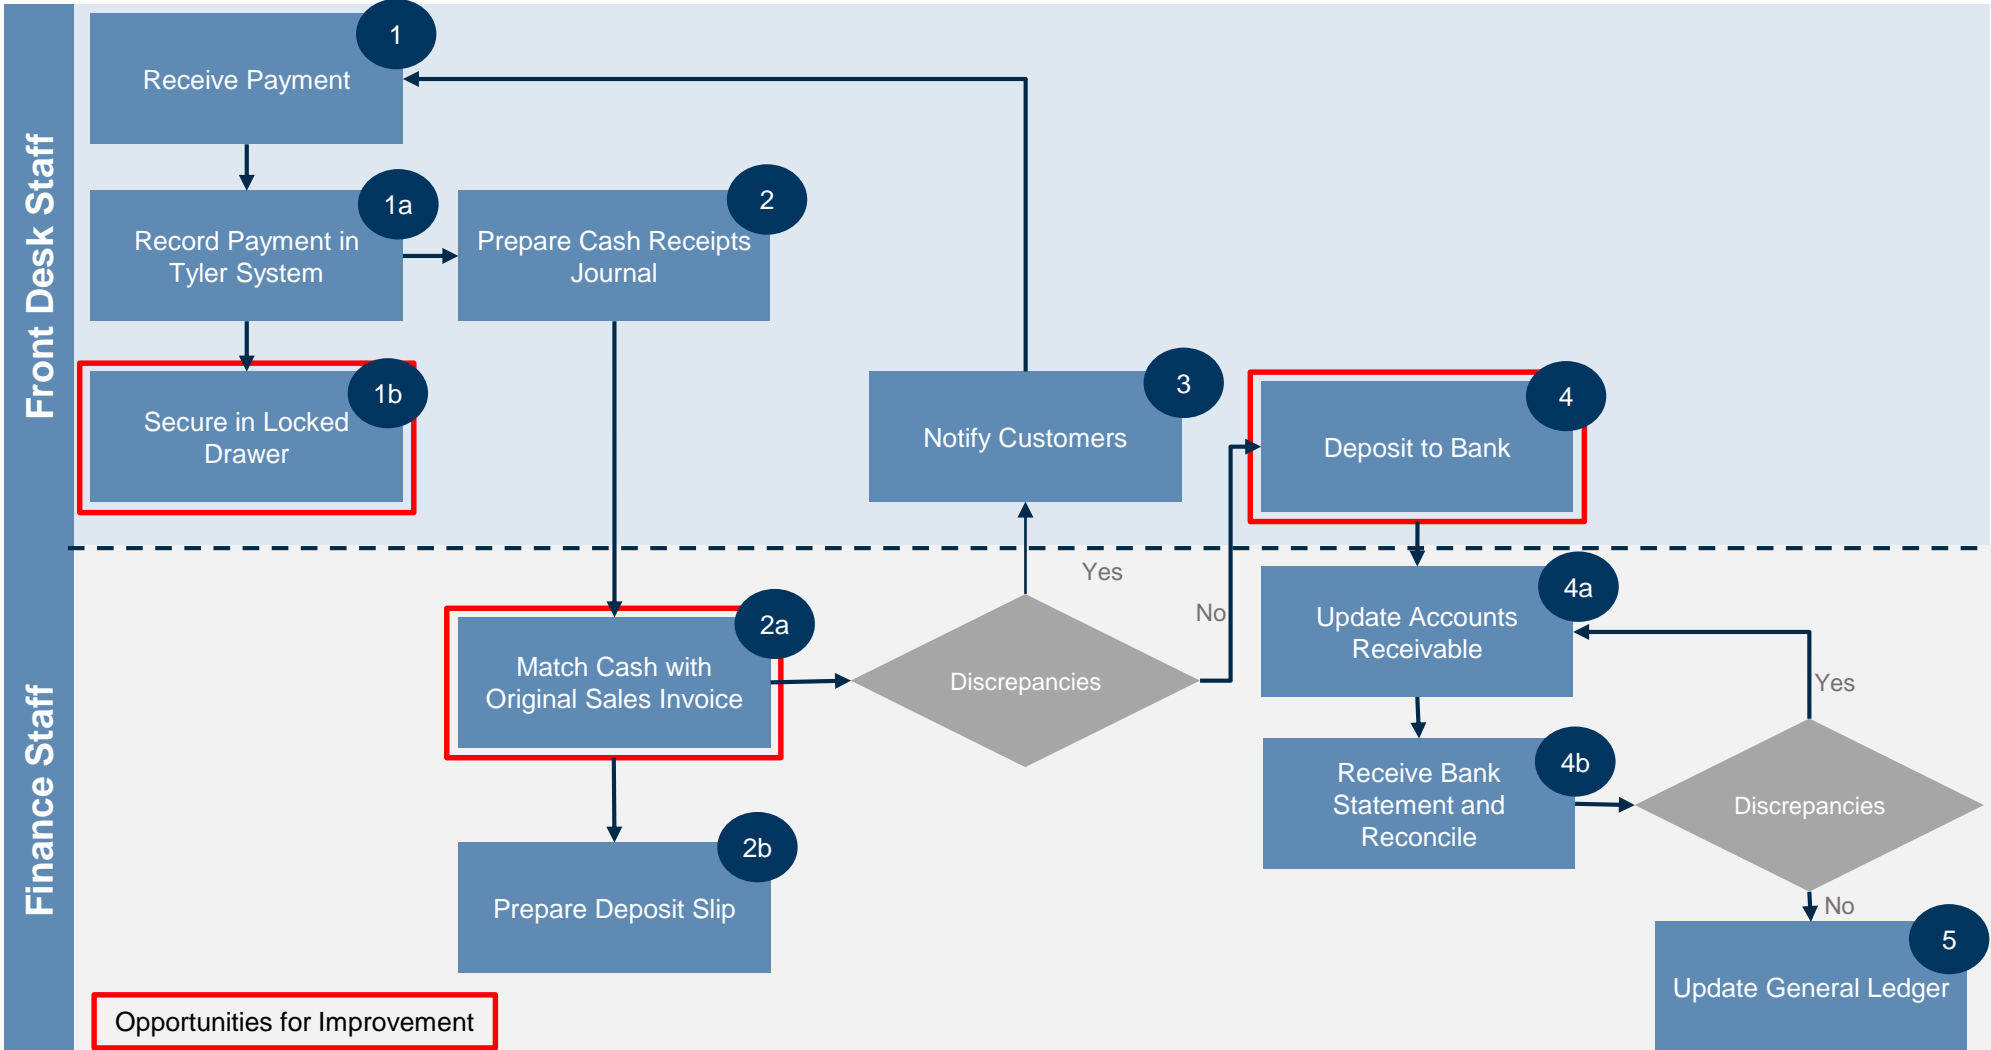 Front Desk Staff
1
Receive Payment
1a
Record Payment in
Tyler System
2
Prepare Cash Receipts
Journal
1b
Secure in Locked
Drawer
3
Notify Customers
4
Deposit to Bank
Finance Staff
2a
Match Cash with
Original Sales Invoice
Yes
No
Discrepancies
4a
Update Accounts
Receivable
Yes
4b
Receive Bank
Statement and
Reconcile
Discrepancies
No
2b
Prepare Deposit Slip
5
Update General Ledger
Opportunities for Improvement